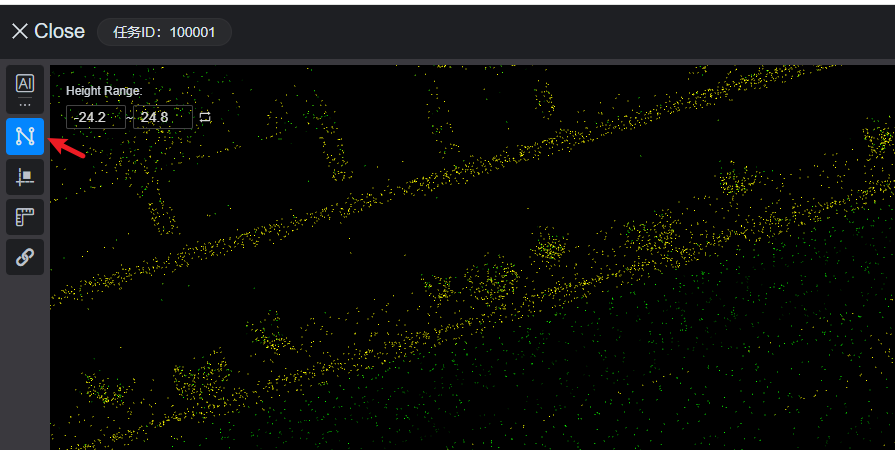 Close 任务ID：100001
AI
Height Range:
-24.2 ~ 24.8